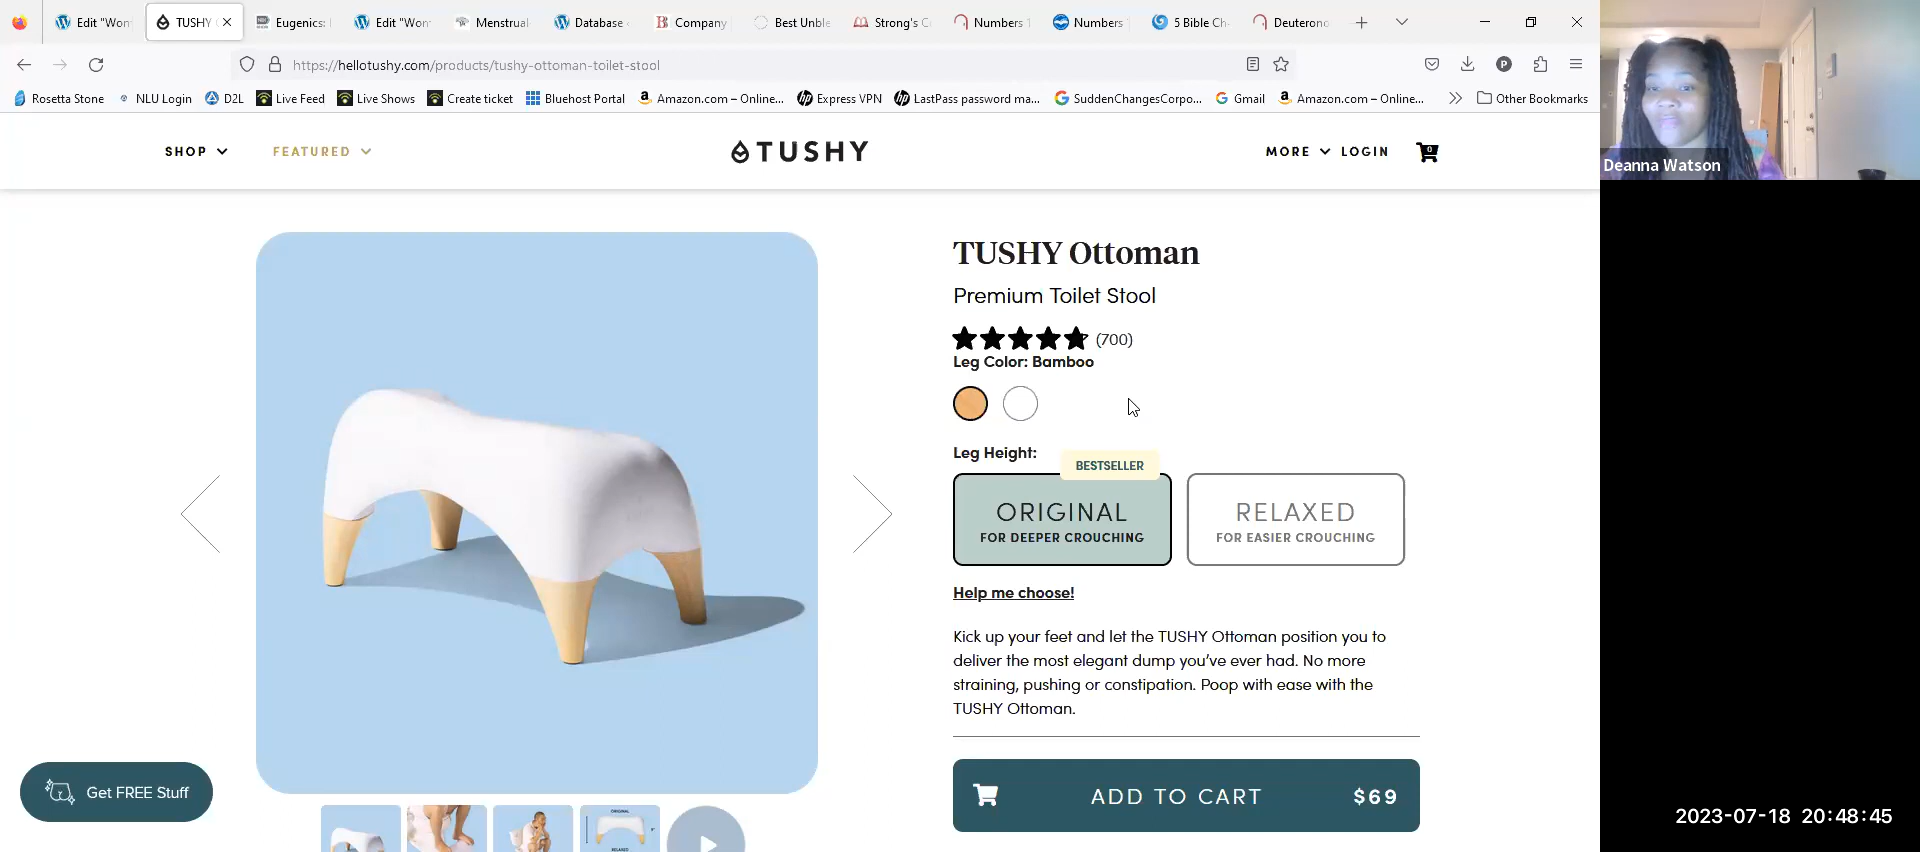 Edit "Won
TUSHY
Eugenics:
Edit "Won
Menstrual
Database
Company
Best Unble
Strong's C
Numbers 1
Numbers
5 Bible Ch
Deuterono
https://hellotushy.com/products/tushy-ottoman-toilet-stool
Rosetta Stone
NLU Login
D2L
Live Feed
Live Shows
Create ticket
Bluehost Portal
Amazon.com – Online...
Express VPN
LastPass password ma...
SuddenChangesCorpo...
Gmail
Amazon.com – Online...
Other Bookmarks
Deanna Watson
SHOP
FEATURED
TUSHY
MORE
LOGIN
0
TUSHY Ottoman
Premium Toilet Stool
(700)
Leg Color: Bamboo
Leg Height:
BESTSELLER
ORIGINAL
FOR DEEPER CROUCHING
RELAXED
FOR EASIER CROUCHING
Help me choose!
Kick up your feet and let the TUSHY Ottoman position you to
deliver the most elegant dump you've ever had. No more
straining, pushing or constipation. Poop with ease with the
TUSHY Ottoman.
Get FREE Stuff
ADD TO CART
$69
ORIGINAL
RELAXED
2023-07-18 20:48:45